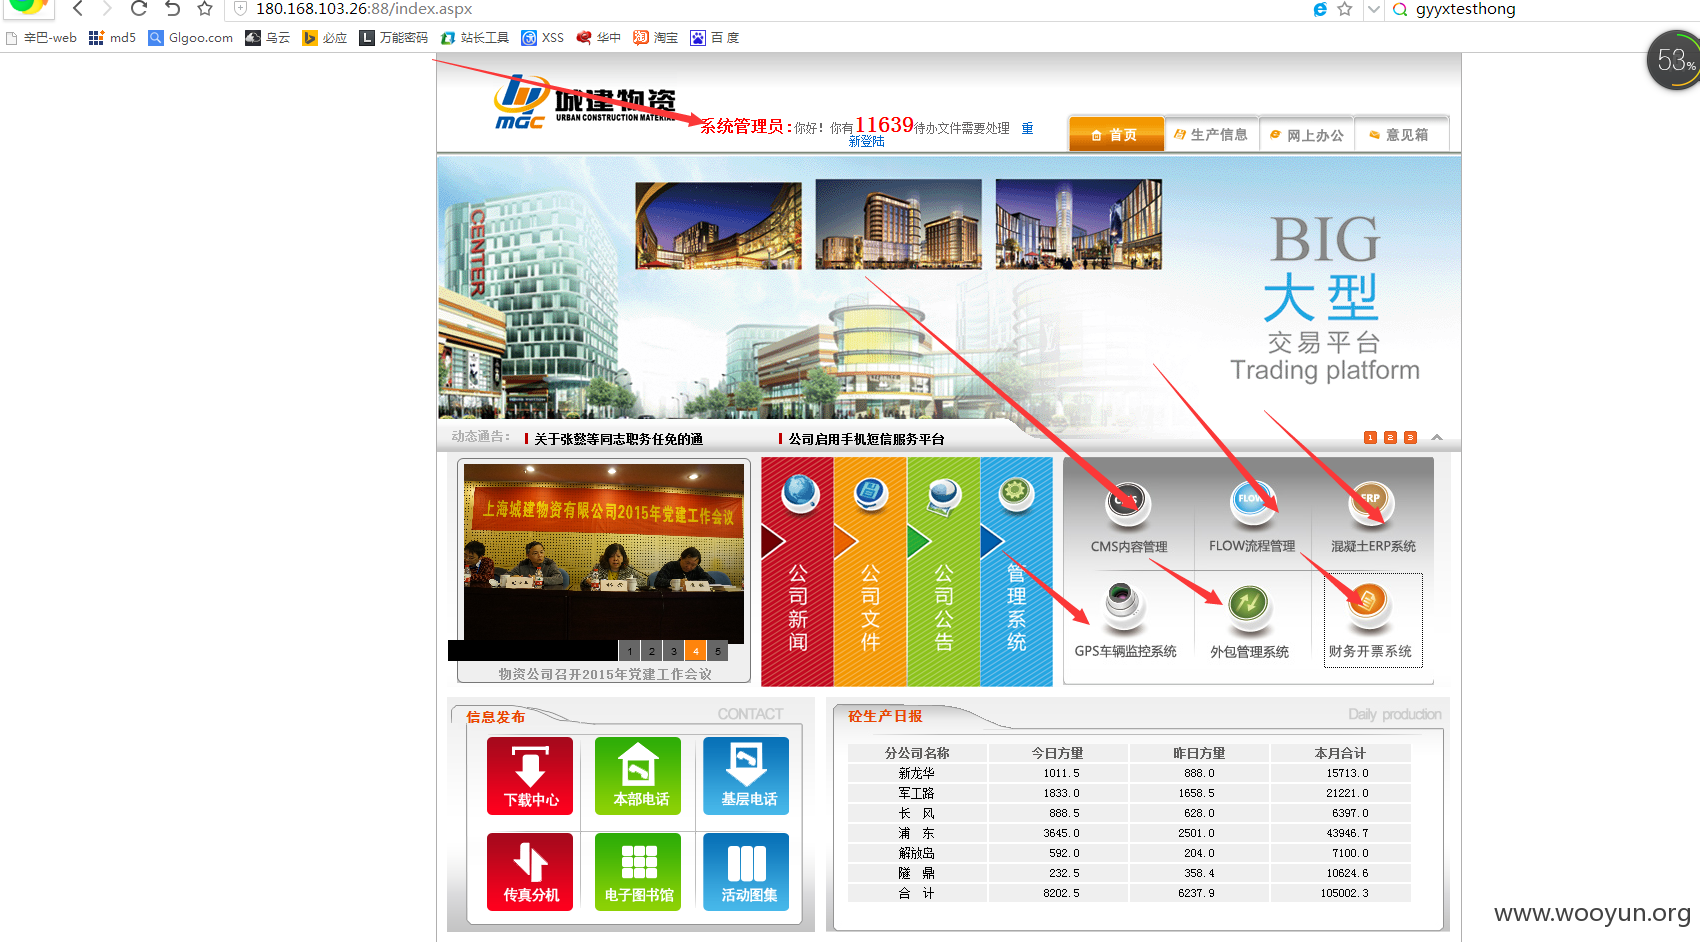 180.168.103.26:88/index.aspx
gyyxtesthong
辛巴-web md5 Glgoo.com 乌云 必应 万能密码 站长工具 XSS 华中 淘宝 百 度
53%
城建物资
MGC URBAN CONSTRUCTION MATERIAL
系统管理员:你好！你有11639待办文件需要处理 重
新登陆
首页 生产信息 网上办公 意见箱
CENTER
BIG
大型
交易平台
Trading platform
动态通告： 关于张懿等同志职务任免的通 公司启用手机短信服务平台
1 2 3
上海城建物资有限公司2015年党建工作会议
1 2 3 4 5
物资公司召开2015年党建工作会议
公司新闻
公司文件
公司公告
管理系统
FLOW
CMS内容管理 FLOW流程管理 混凝土ERP系统
GPS车辆监控系统 外包管理系统 财务开票系统
信息发布 CONTACT
下载中心 本部电话 基层电话
传真分机 电子图书馆 活动图集
砼生产日报 Daily production
分公司名称 今日方量 昨日方量 本月合计
新龙华 1011.5 888.0 15713.0
军工路 1833.0 1658.5 21221.0
长 风 888.5 628.0 6397.0
浦 东 3645.0 2501.0 43946.7
解放岛 592.0 204.0 7100.0
隧 鼎 232.5 358.4 10624.6
合 计 8202.5 6237.9 105002.3
www.wooyun.org